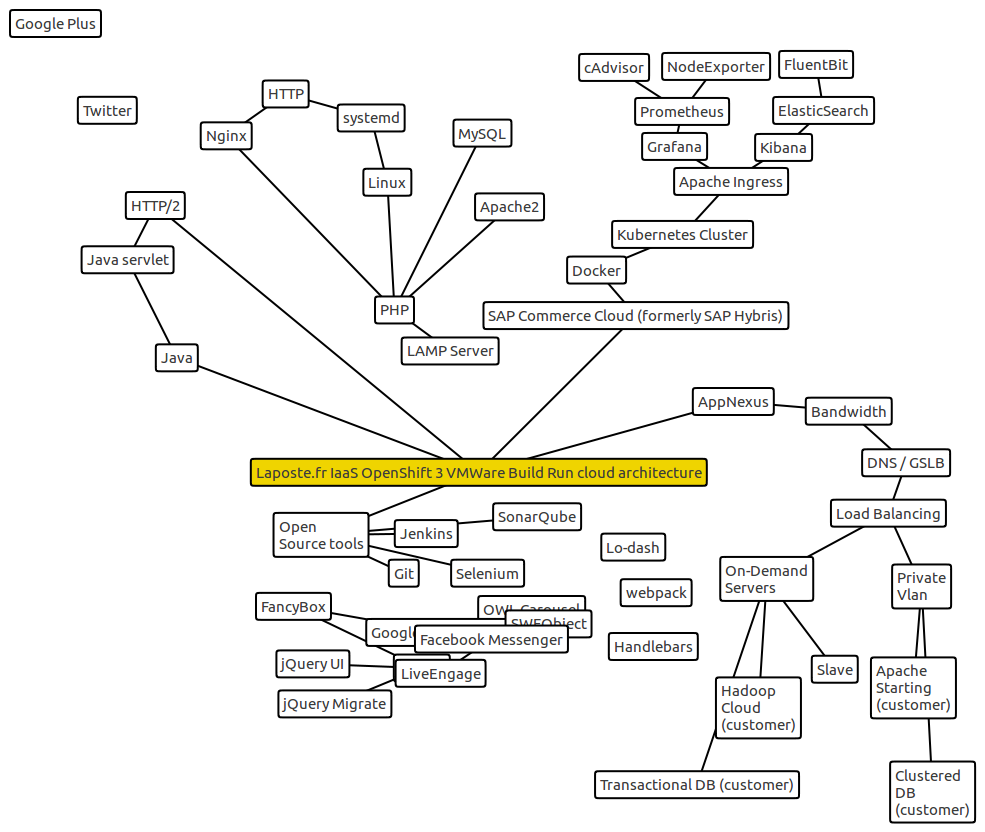 Google Plus
cAdvisor
NodeExporter
FluentBit
Twitter
HTTP
systemd
Prometheus
ElasticSearch
Nginx
MySQL
Grafana
Kibana
Linux
Apache Ingress
HTTP/2
Apache2
Kubernetes Cluster
Java servlet
Docker
PHP
SAP Commerce Cloud (formerly SAP Hybris)
LAMP Server
Java
AppNexus
Bandwidth
Laposte.fr IaaS OpenShift 3 VMWare Build Run cloud architecture
DNS / GSLB
Load Balancing
Open
Source tools
Jenkins
SonarQube
Lo-dash
Git
Selenium
On-Demand
Servers
Private
Vlan
webpack
FancyBox
OWL Carousel
SWFObject
Google
Facebook Messenger
Handlebars
jQuery UI
LiveEngage
Slave
Apache
Starting
(customer)
jQuery Migrate
Hadoop
Cloud
(customer)
Transactional DB (customer)
Clustered
DB
(customer)